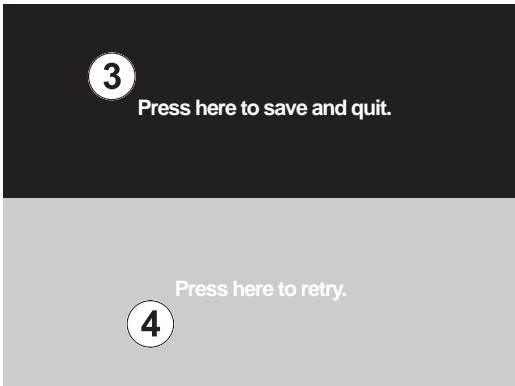 3
Press here to save and quit.
Press here to retry.
4